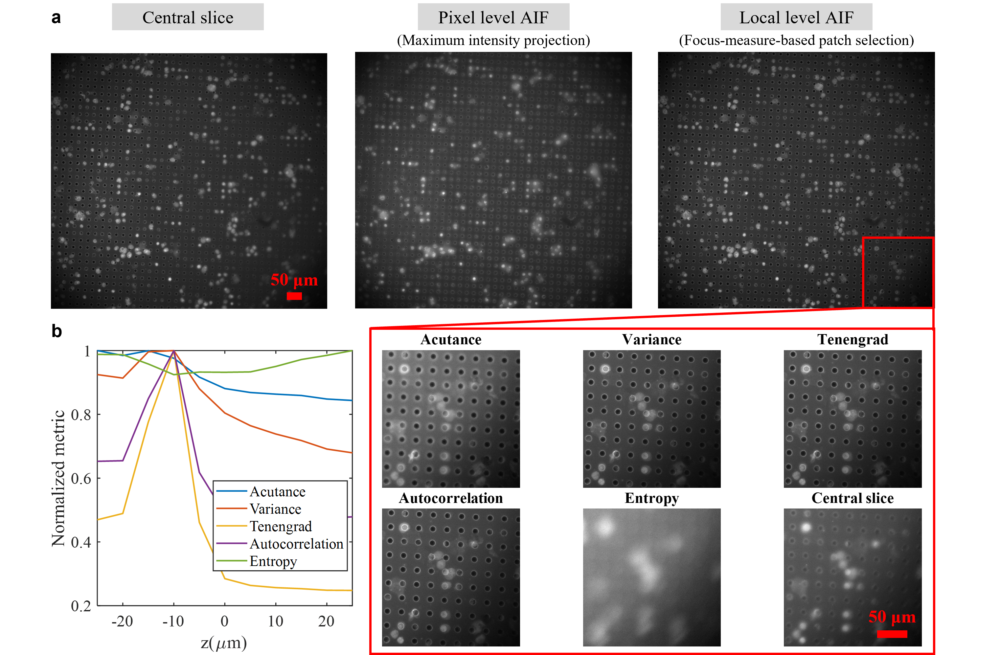 a
Central slice
Pixel level AIF
Local level AIF
(Maximum intensity projection)
(Focus-measure-based patch selection)
50 μm
b
Acutance
Variance
Tenengrad
1
0.8
0.6
0.4
0.2
Normalized metric
-20
-10
0
10
20
z(μm)
Acutance
Variance
Tenengrad
Autocorrelation
Entropy
Autocorrelation
Entropy
Central slice
50 μm